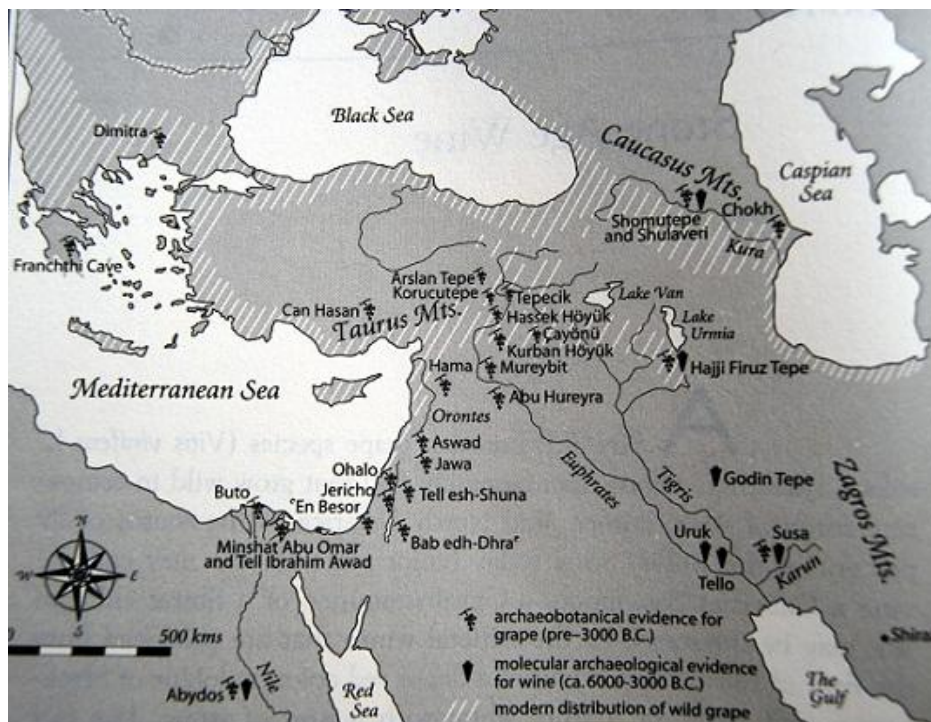 Black Sea
Dimitra
Caucasus Mts.
Caspian
Sea
Chokh
Shomutepe
and Shulaveri
Kura
Franchthi Cave
Arslan Tepe
Korucutepe
Tepecik
Lake Van
Can Hasan
Taurus Mts.
Hassek Höyük
Lake
Urmia
Çayönü
Kurban Höyük
Hama
Mureybit
Hajji Firuz Tepe
Mediterranean Sea
Abu Hureyra
Orontes
Aswad
Jawa
Euphrates
Tigris
Godin Tepe
Zagros Mts.
Ohalo
Jericho
Tell esh-Shuna
Buto
'En Besor
Bab edh-Dhra'
Minshat Abu Omar
and Tell Ibrahim Awad
Uruk
Susa
Tello
Karun
N
W
E
S
0
500 kms
archaeobotanical evidence for
grape (pre-3000 B.C.)
Shira
molecular archaeological evidence
for wine (ca. 6000-3000 B.C.)
Abydos
Nile
Red
Sea
The
Gulf
modern distribution of wild grape